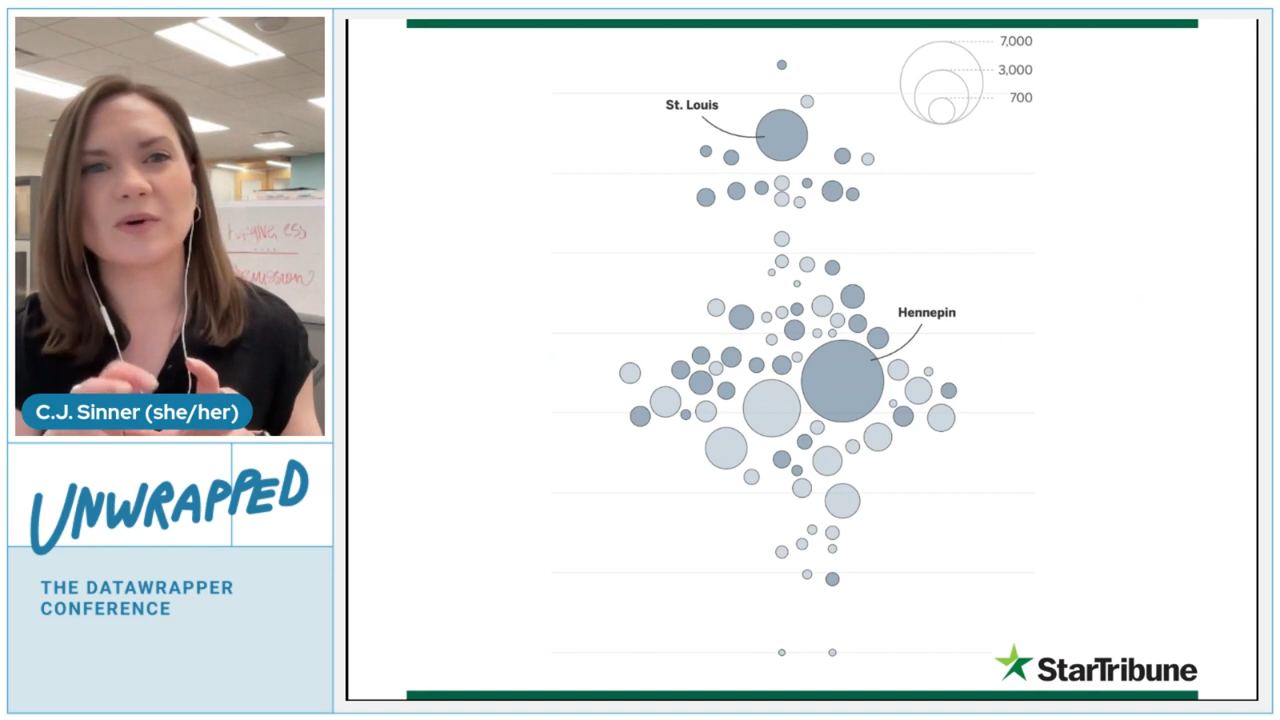 C.J. Sinner (she/her)
UNWRAPPED
THE DATAWRAPPER
CONFERENCE
7,000
3,000
700
St. Louis
Hennepin
StarTribune